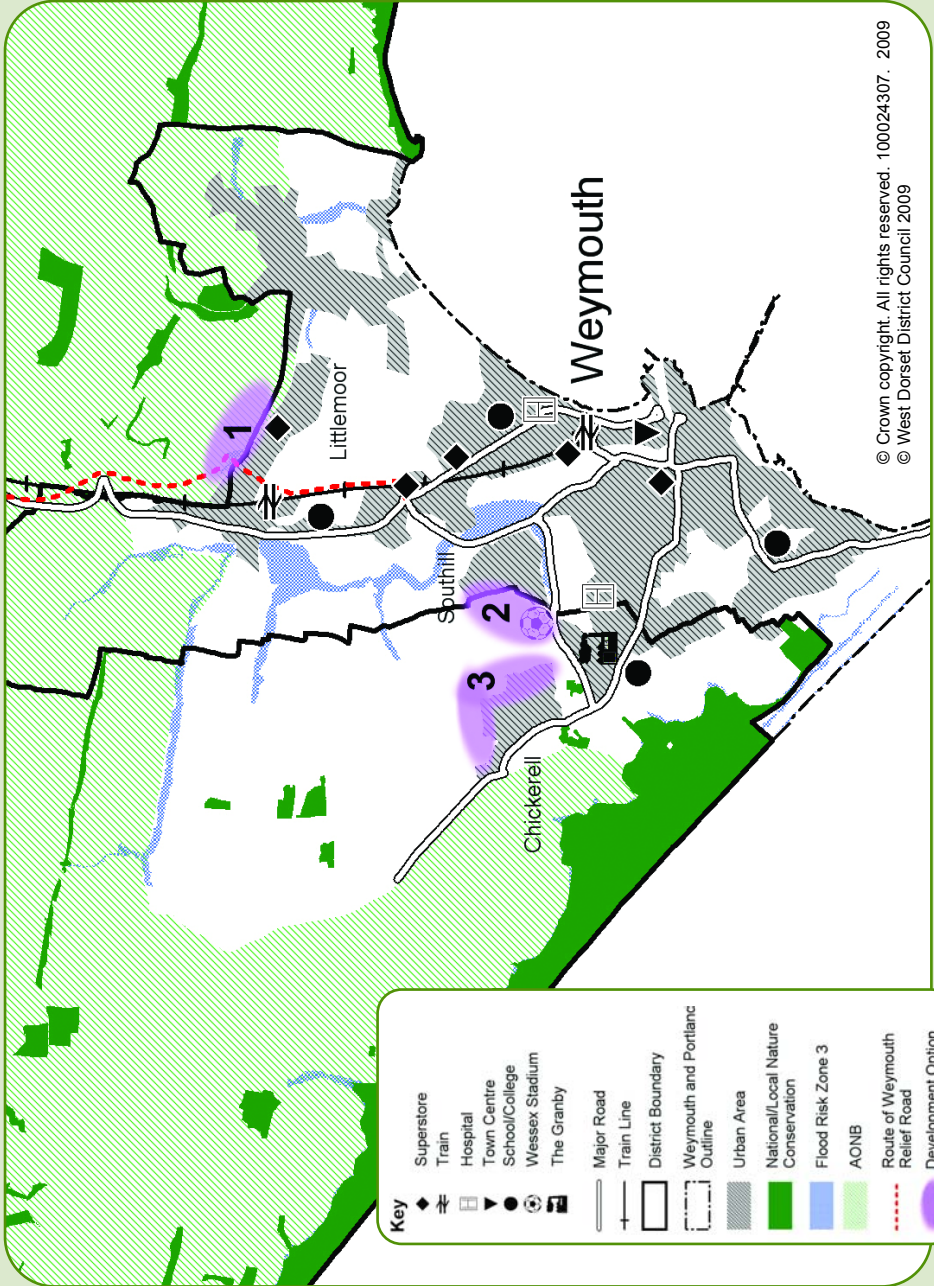 1
Littlemoor
Weymouth
Southill
2
3
Chickerell
H
H
Key
Superstore
Train
H
Hospital
Town Centre
School/College
Wessex Stadium
The Granby
Major Road
Train Line
District Boundary
Weymouth and Portland
Outline
Urban Area
National/Local Nature
Conservation
Flood Risk Zone 3
AONB
Route of Weymouth
Relief Road
Development Option
© Crown copyright. All rights reserved. 100024307. 2009
© West Dorset District Council 2009